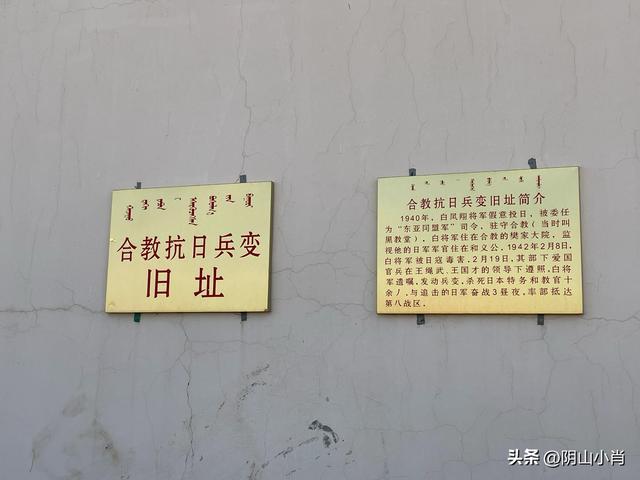 合教抗日兵变
旧址
合教抗日兵变旧址简介
1940年，白凤翔将军假意投日，被委任
为“东亚同盟军”司令，驻守合教（当时叫
黑教堂），白将军住在合教的樊家大院，监
视他的日军军官住在和义公，1942年2月8日，
白将军被日寇毒害，2月19日，其部下爱国
官兵在王绳武、王国才的领导下遵照，白将
军遗嘱，发动兵变，杀死日本特务和教官十
余人，与追击的日军奋战3昼夜，率部抵达
第八战区。
头条 @阴山小肖